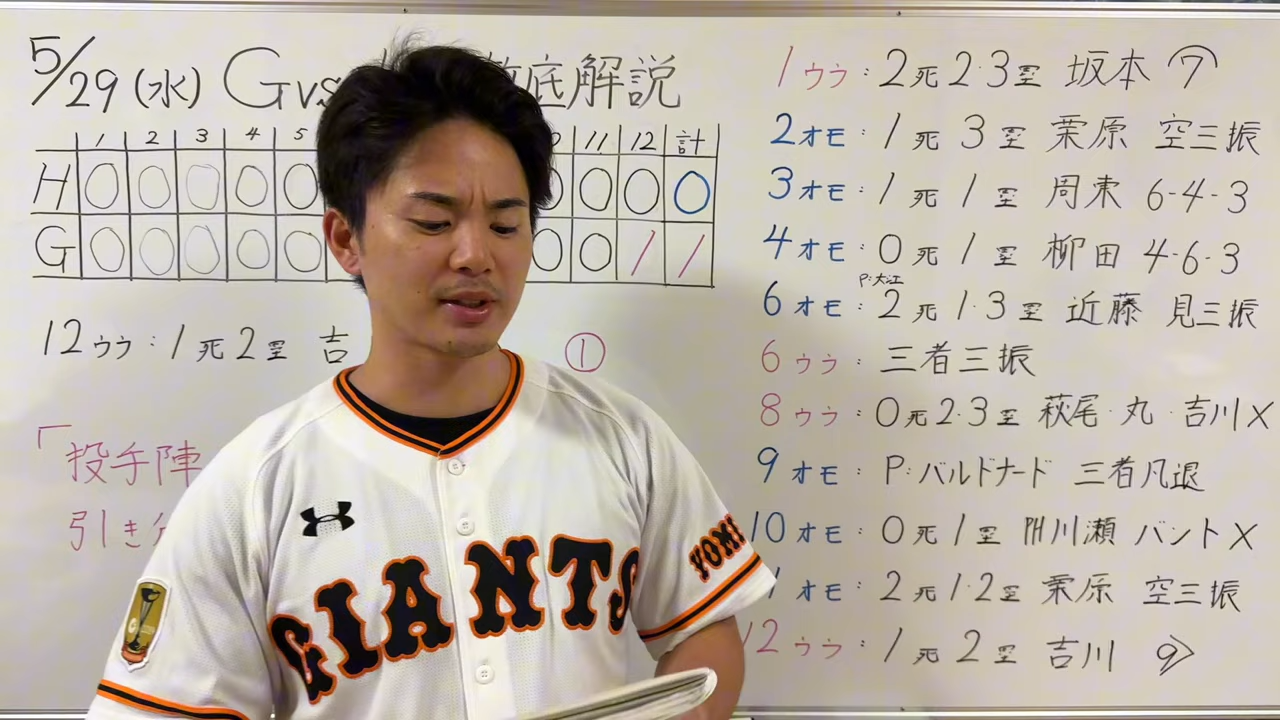 5/29(水) Gvs 徹底解説
1 2 3 4 5 11 12 計
H 0 0 0 0 0 0 0 0 0
G 0 0 0 0 0 0 0 1 1
12ウラ:1死2塁 吉 ①
「投手陣
引き分
1ウラ:2死2・3塁 坂本 ⑦
2オモ:1死3塁 栗原 空三振
3オモ:1死1塁 周東 6-4-3
4オモ:0死1塁 柳田 4-6-3
P:大江
6オモ:2死1・3塁 近藤 見三振
6ウラ:三者三振
8ウラ:0死2・3塁 萩尾・丸・吉川×
9オモ:P:バルドナード 三者凡退
10オモ:0死1塁 川瀬 バント×
1オモ:2死1・2塁 栗原 空三振
12ウラ:1死2塁 吉川 9
GIANTS
YOMI